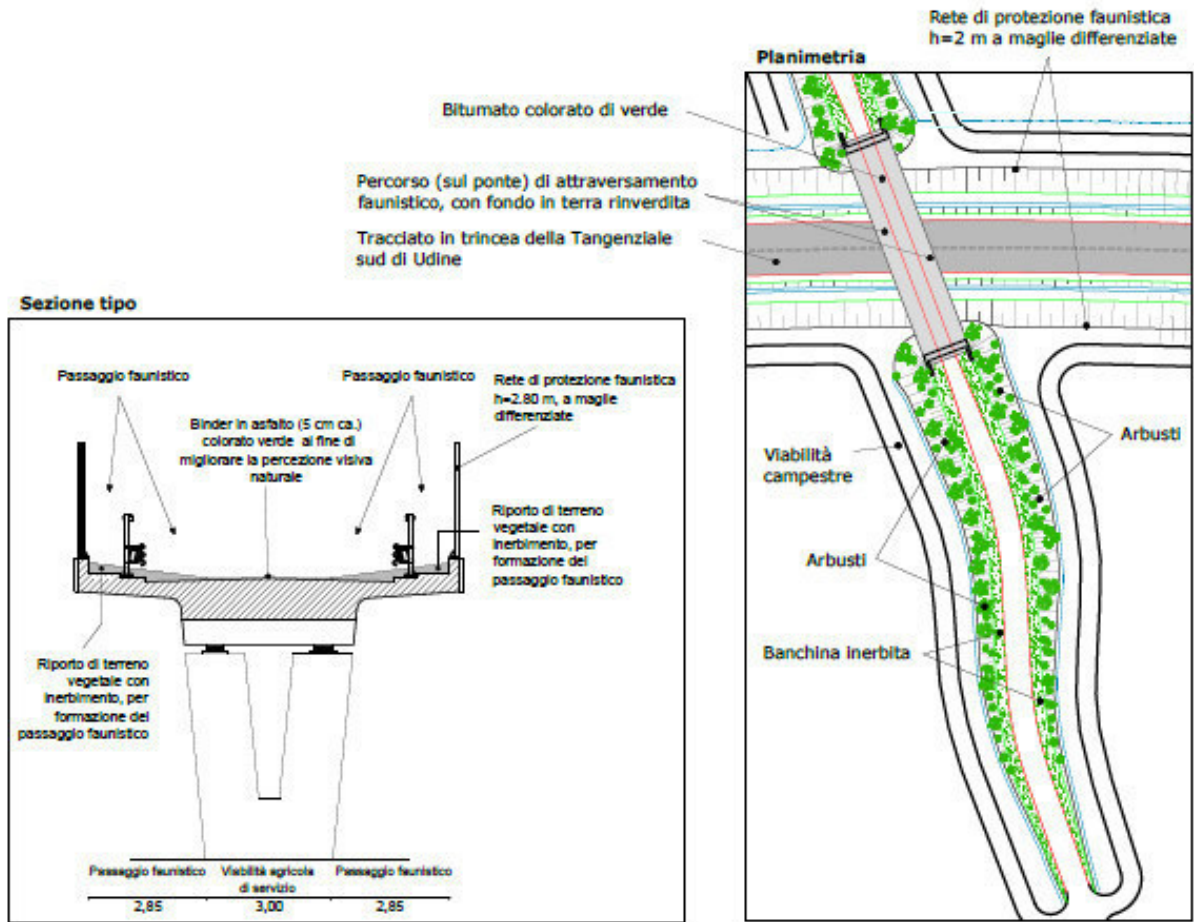 Rete di protezione faunistica
h=2 m a maglie differenziate
Planimetria
Bitumato colorato di verde
Percorso (sul ponte) di attraversamento
faunistico, con fondo in terra rinverdita
Tracciato in trincea della Tangenziale
sud di Udine
Viabilità
campestre
Arbusti
Arbusti
Banchina inerbita
Sezione tipo
Passaggio faunistico
Passaggio faunistico
Rete di protezione faunistica
h=2.80 m, a maglie
differenziate
Binder in asfalto (5 cm ca.)
colorato verde al fine di
migliorare la percezione visiva
naturale
Riporto di terreno
vegetale con
inerbimento, per
formazione del
passaggio faunistico
Riporto di terreno
vegetale con
inerbimento, per
formazione del
passaggio faunistico
Passaggio faunistico
Viabilità agricola
di servizio
Passaggio faunistico
2,85
3,00
2,85